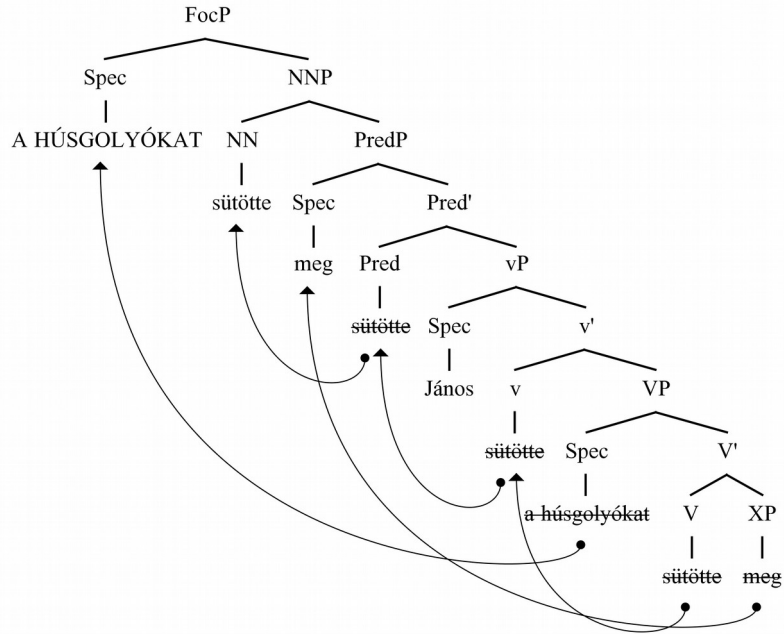 FocP
Spec NNP
A HÚSGOLYÓKAT NN PredP
sütötte Spec Pred'
meg Pred vP
sütötte Spec v'
János v VP
sütötte Spec V'
a húsgolyókat V XP
sütötte meg